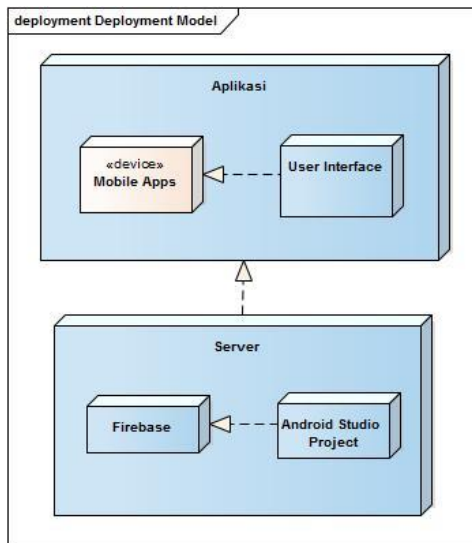 deployment Deployment Model
Aplikasi
«device»
Mobile Apps
User Interface
Server
Firebase
Android Studio
Project